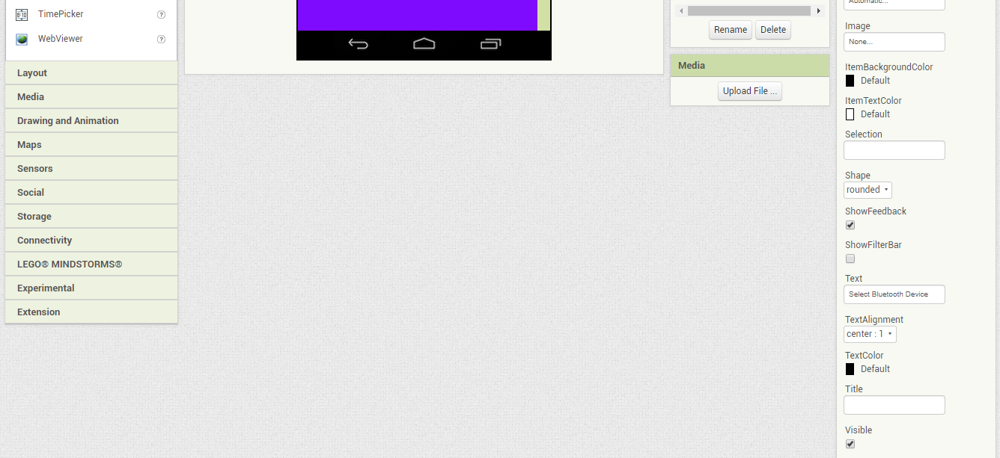 TimePicker
WebViewer
Layout
Media
Drawing and Animation
Maps
Sensors
Social
Storage
Connectivity
LEGO® MINDSTORMS®
Experimental
Extension
Rename Delete
Media
Upload File ...
Automatic...
Image
None...
ItemBackgroundColor
Default
ItemTextColor
Default
Selection
Shape
rounded
ShowFeedback
ShowFilterBar
Text
Select Bluetooth Device
TextAlignment
center : 1
TextColor
Default
Title
Visible